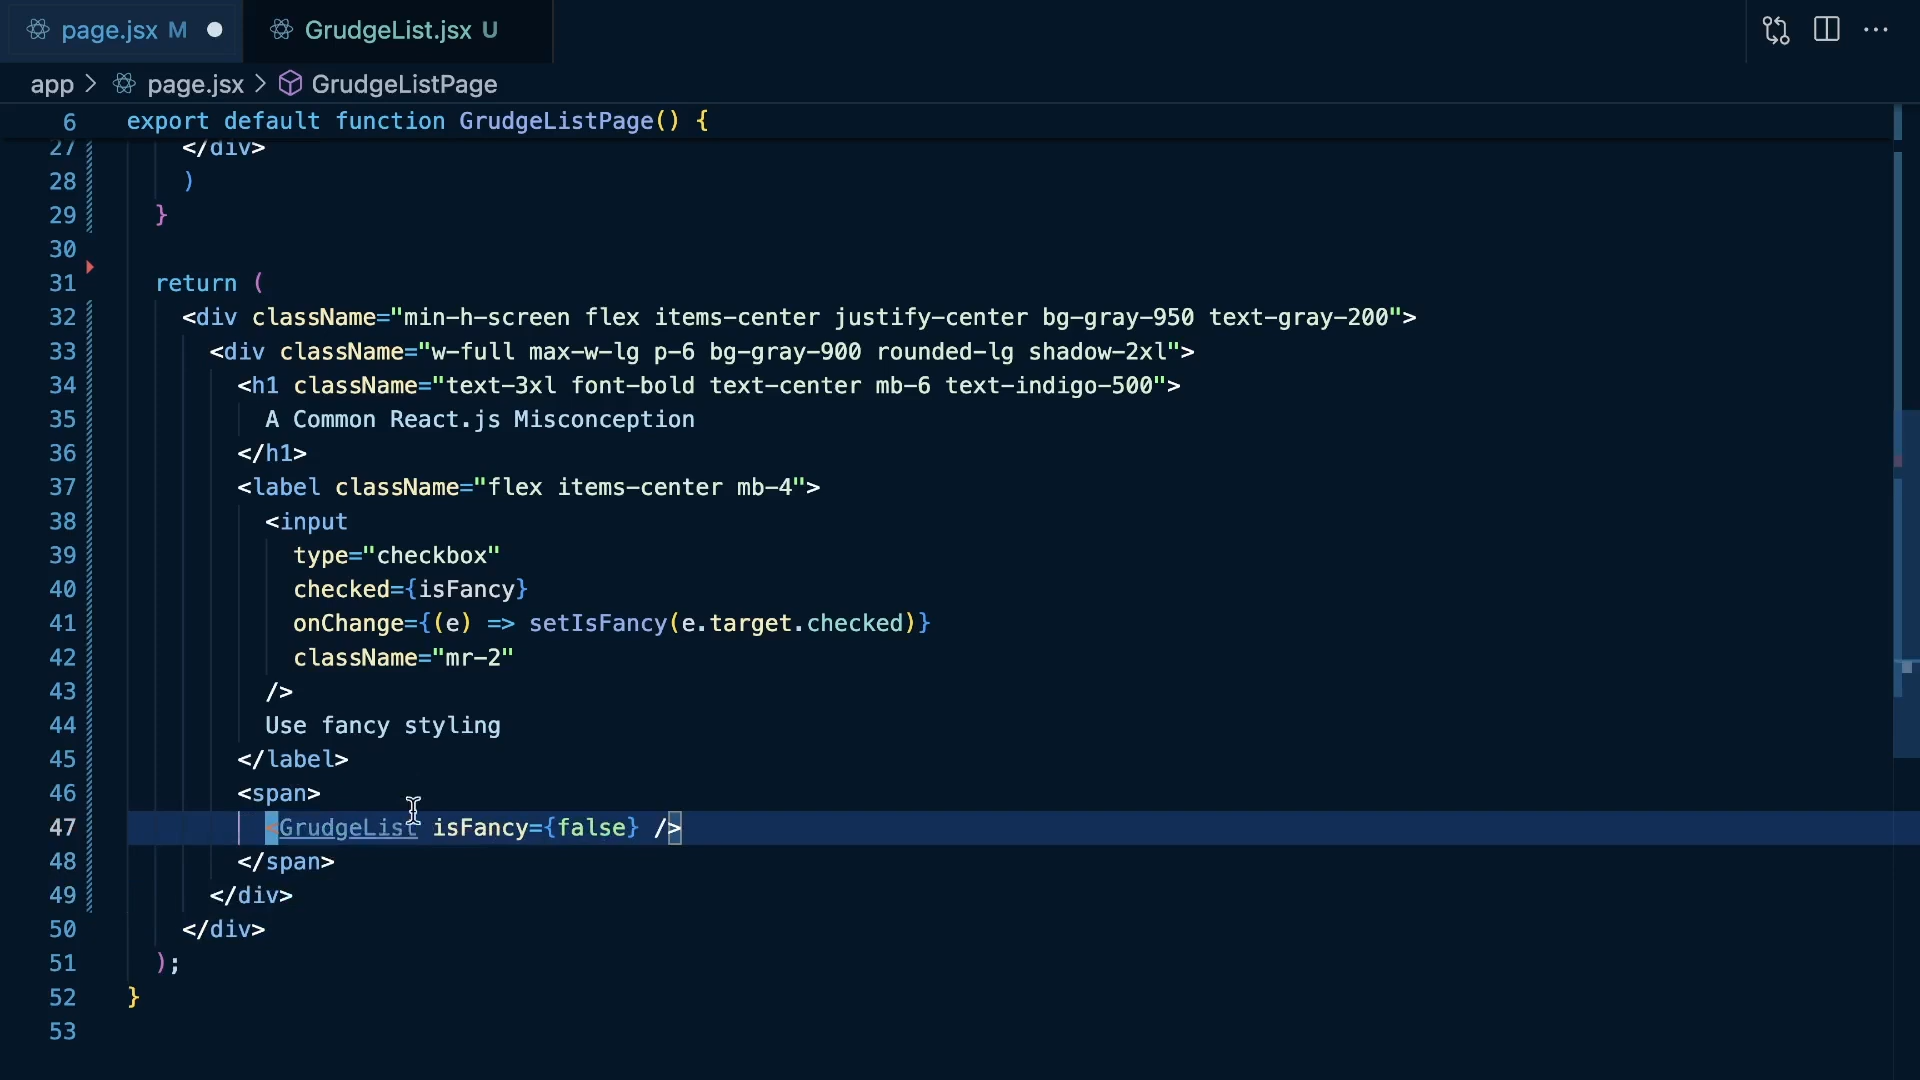 page.jsx M
GrudgeList.jsx U
app > page.jsx > GrudgeListPage
6 export default function GrudgeListPage() {
27 </div>
28 )
29 }
30
31 return (
32 <div className="min-h-screen flex items-center justify-center bg-gray-950 text-gray-200">
33 <div className="w-full max-w-lg p-6 bg-gray-900 rounded-lg shadow-2xl">
34 <h1 className="text-3xl font-bold text-center mb-6 text-indigo-500">
35 A Common React.js Misconception
36 </h1>
37 <label className="flex items-center mb-4">
38 <input
39 type="checkbox"
40 checked={isFancy}
41 onChange={(e) => setIsFancy(e.target.checked)}
42 className="mr-2"
43 />
44 Use fancy styling
45 </label>
46 <span>
47 <GrudgeList isFancy={false} />
48 </span>
49 </div>
50 </div>
51 );
52 }
53